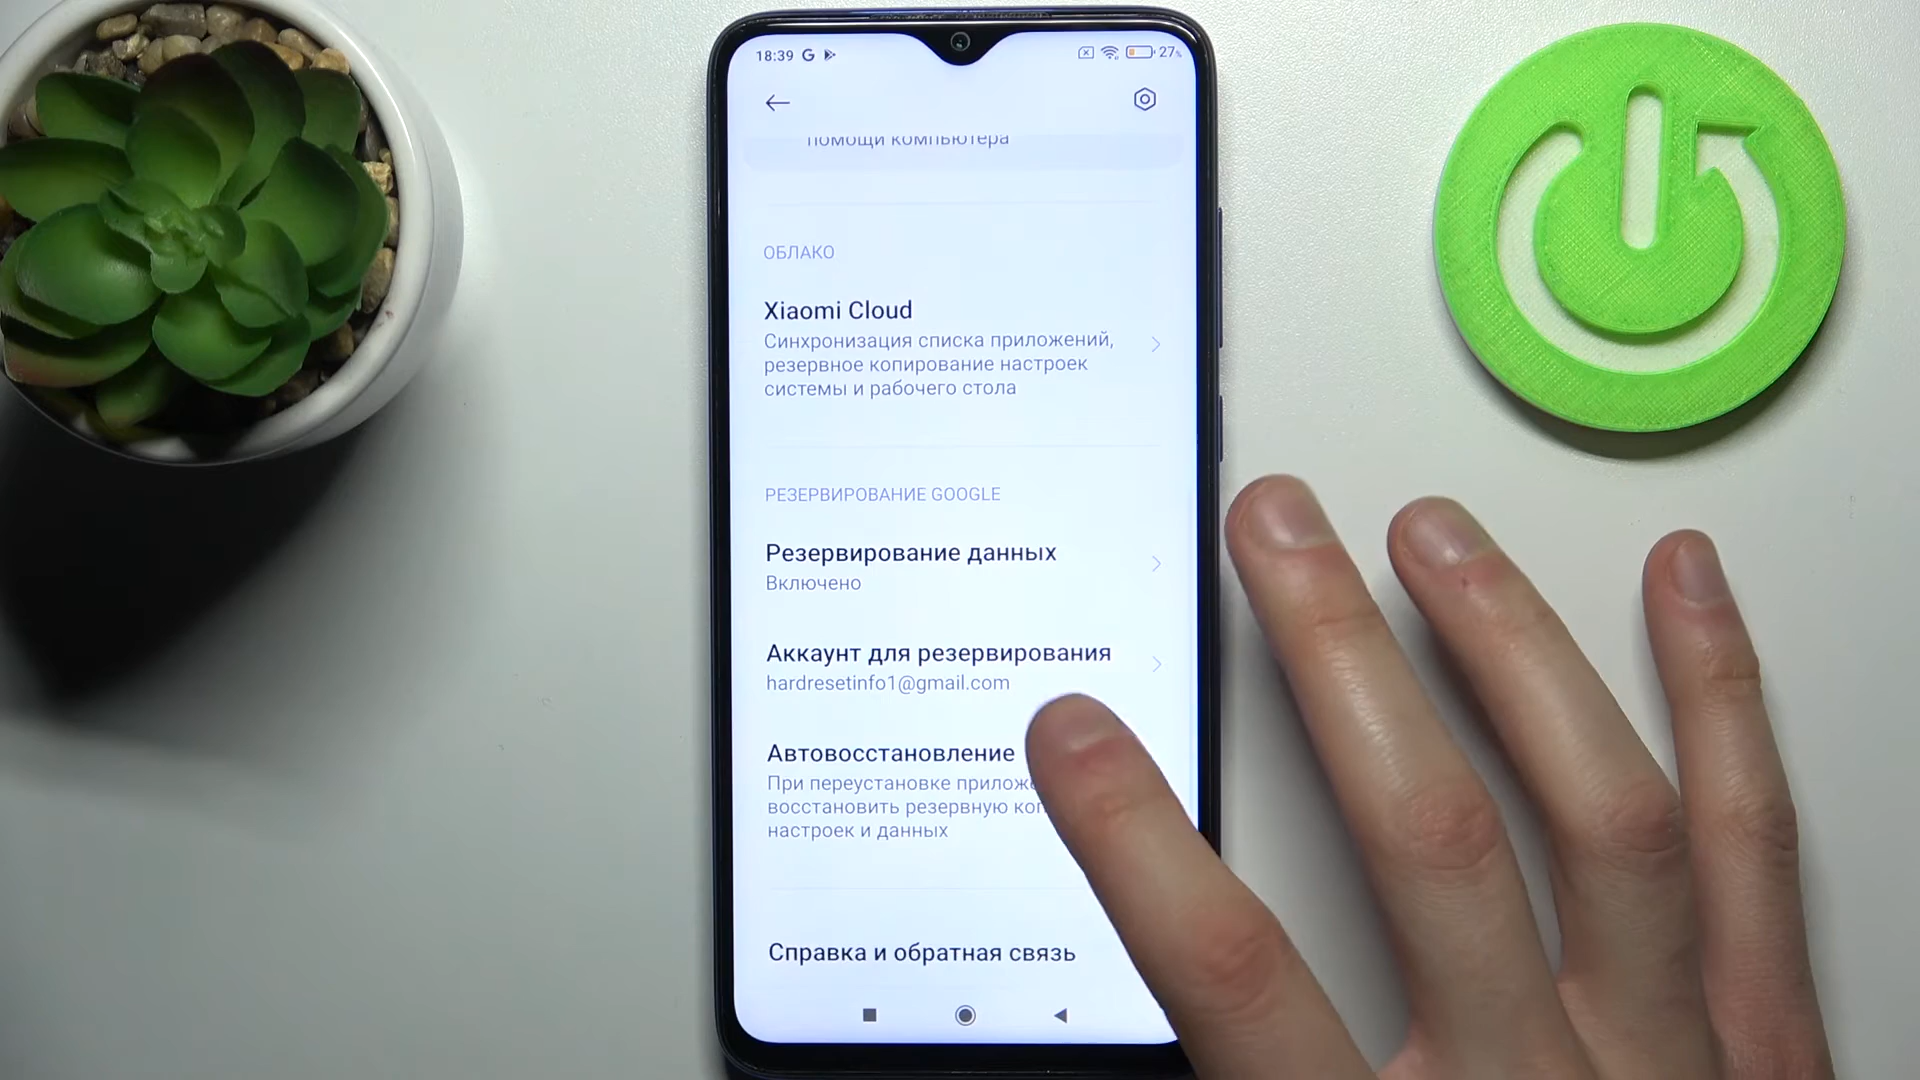 18:39
27%
помощи компьютера
ОБЛАКО
Xiaomi Cloud
Синхронизация списка приложений,
резервное копирование настроек
системы и рабочего стола
РЕЗЕРВИРОВАНИЕ GOOGLE
Резервирование данных
Включено
Аккаунт для резервирования
hardresetinfo1@gmail.com
Автовосстановление
При переустановке
восстановить резервную
настроек и данных
Справка и обратная связь